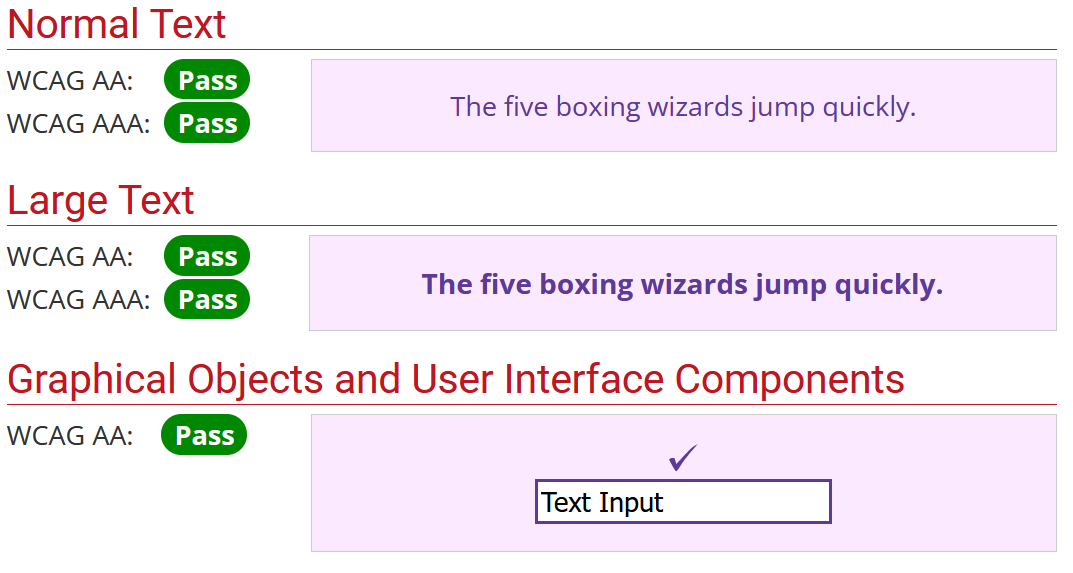 Normal Text
WCAG AA: Pass
The five boxing wizards jump quickly.
WCAG AAA: Pass
Large Text
WCAG AA: Pass
The five boxing wizards jump quickly.
WCAG AAA: Pass
Graphical Objects and User Interface Components
WCAG AA: Pass
✓
Text Input